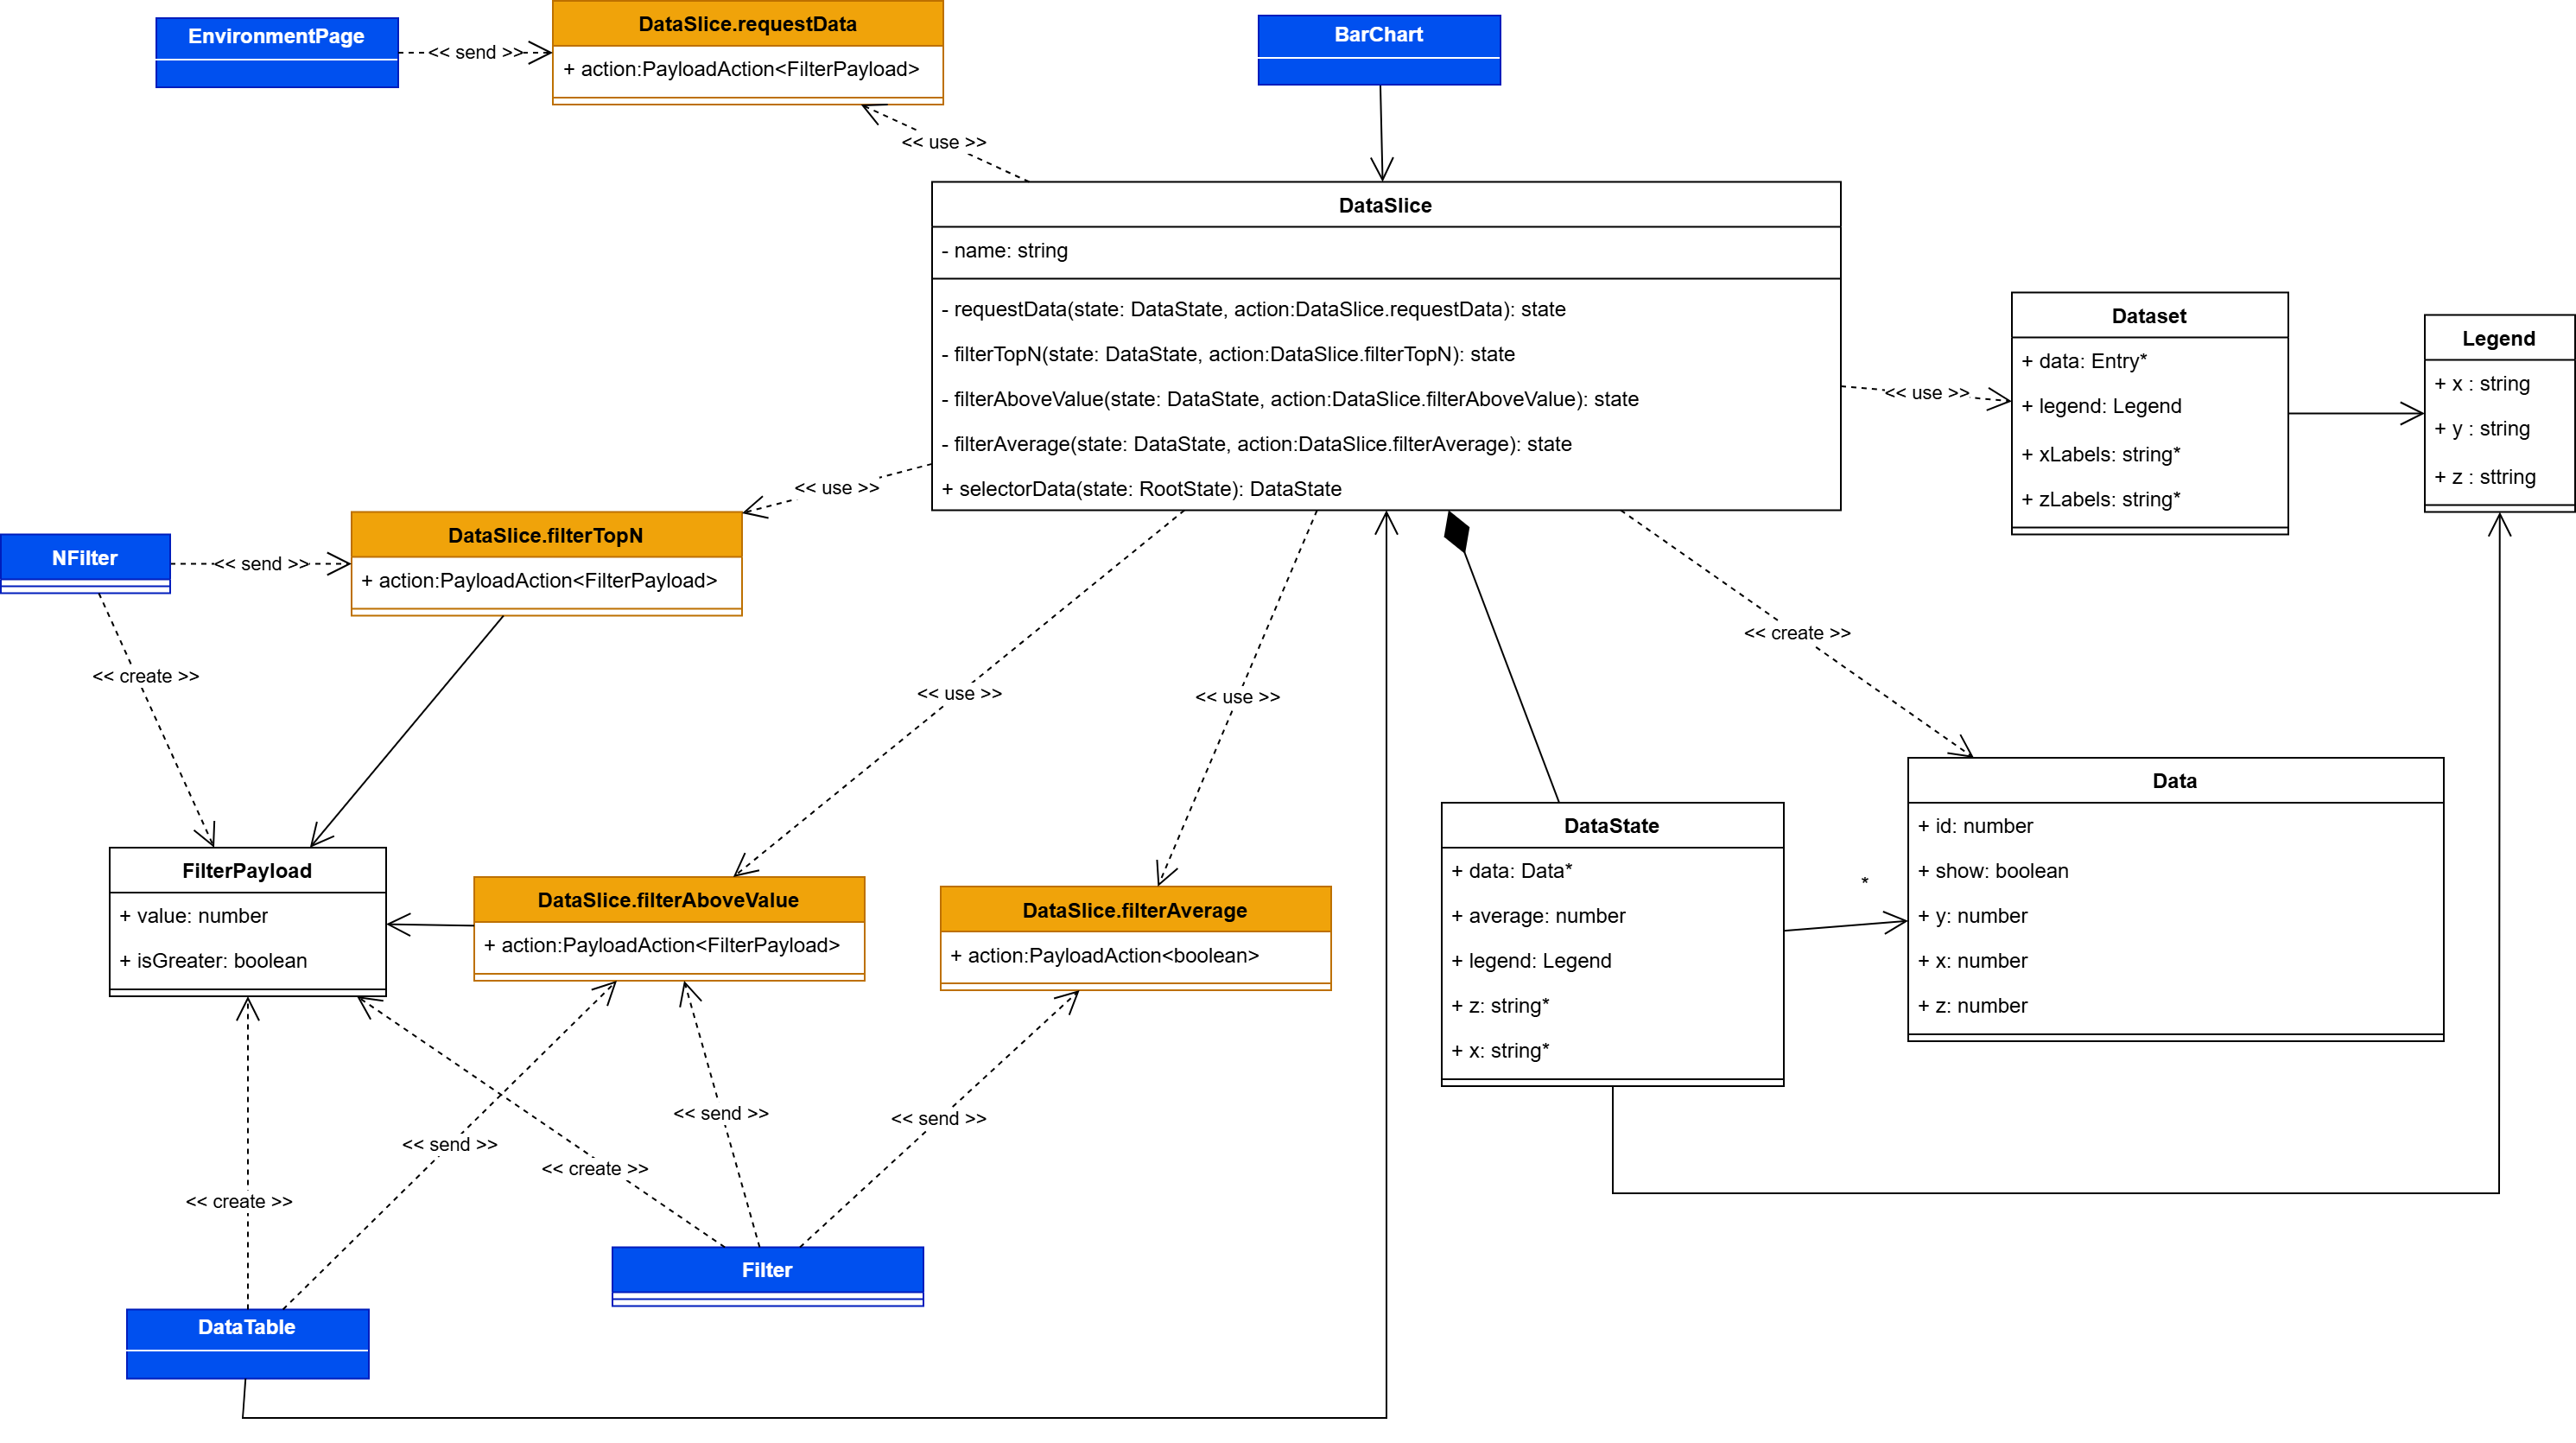 EnvironmentPage
<< send >>
DataSlice.requestData
+ action:PayloadAction<FilterPayload>
BarChart
<< use >>
DataSlice
- name: string
- requestData(state: DataState, action:DataSlice.requestData): state
- filterTopN(state: DataState, action:DataSlice.filterTopN): state
- filterAboveValue(state: DataState, action:DataSlice.filterAboveValue): state
- filterAverage(state: DataState, action:DataSlice.filterAverage): state
+ selectorData(state: RootState): DataState
<< use >>
Dataset
+ data: Entry*
+ legend: Legend
+ xLabels: string*
+ zLabels: string*
Legend
+ x : string
+ y : string
+ z : sttring
<< use >>
NFilter
<< send >>
DataSlice.filterTopN
+ action:PayloadAction<FilterPayload>
<< create >>
<< use >>
<< use >>
<< create >>
FilterPayload
+ value: number
+ isGreater: boolean
DataSlice.filterAboveValue
+ action:PayloadAction<FilterPayload>
DataSlice.filterAverage
+ action:PayloadAction<boolean>
DataState
+ data: Data*
+ average: number
+ legend: Legend
+ z: string*
+ x: string*
*
Data
+ id: number
+ show: boolean
+ y: number
+ x: number
+ z: number
<< send >>
<< send >>
<< send >>
<< create >>
<< create >>
Filter
DataTable